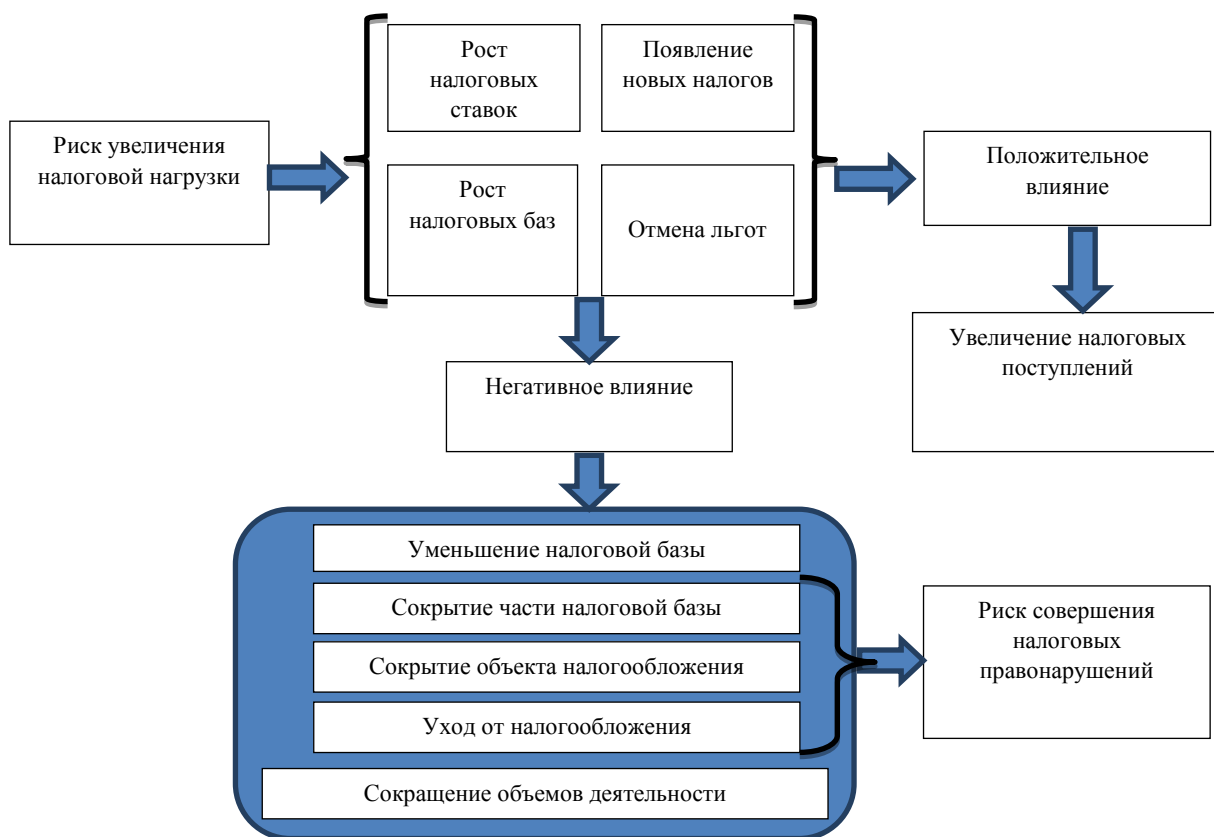 Риск увеличения
налоговой нагрузки
Рост
налоговых
ставок
Появление
новых налогов
Рост
налоговых баз
Отмена льгот
Положительное
влияние
Увеличение налоговых
поступлений
Негативное влияние
Уменьшение налоговой базы
Сокрытие части налоговой базы
Сокрытие объекта налогообложения
Уход от налогообложения
Сокращение объемов деятельности
Риск совершения
налоговых
правонарушений